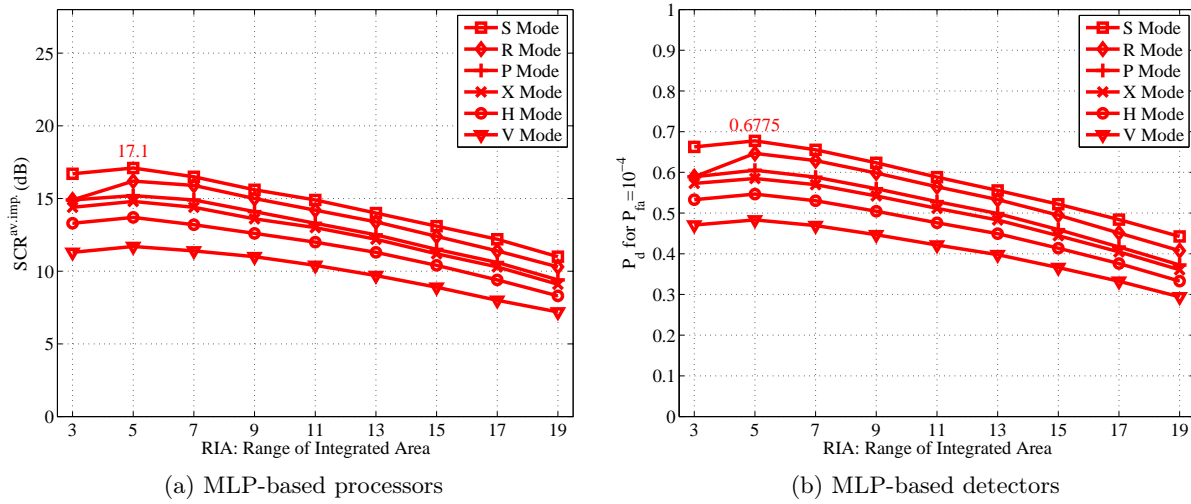 25
20
15
10
5
0
SCR^av.imp. (dB)
17.1
S Mode
R Mode
P Mode
X Mode
H Mode
V Mode
3 5 7 9 11 13 15 17 19
RIA: Range of Integrated Area
(a) MLP-based processors
1
0.9
0.8
0.7
0.6
0.5
0.4
0.3
0.2
0.1
0
P_d for P_fa=10^-4
0.6775
S Mode
R Mode
P Mode
X Mode
H Mode
V Mode
3 5 7 9 11 13 15 17 19
RIA: Range of Integrated Area
(b) MLP-based detectors